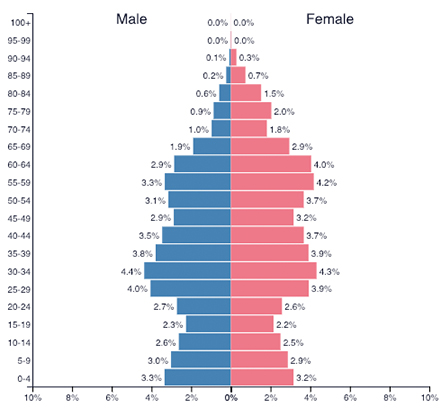 Male Female
100+ 0.0% 0.0%
95-99 0.0% 0.0%
90-94 0.1% 0.3%
85-89 0.2% 0.7%
80-84 0.6% 1.5%
75-79 0.9% 2.0%
70-74 1.0% 1.8%
65-69 1.9% 2.9%
60-64 2.9% 4.0%
55-59 3.3% 4.2%
50-54 3.1% 3.7%
45-49 2.9% 3.2%
40-44 3.5% 3.7%
35-39 3.8% 3.9%
30-34 4.4% 4.3%
25-29 4.0% 3.9%
20-24 2.7% 2.6%
15-19 2.3% 2.2%
10-14 2.6% 2.5%
5-9 3.0% 2.9%
0-4 3.3% 3.2%
10% 8% 6% 4% 2% 0% 2% 4% 6% 8% 10%